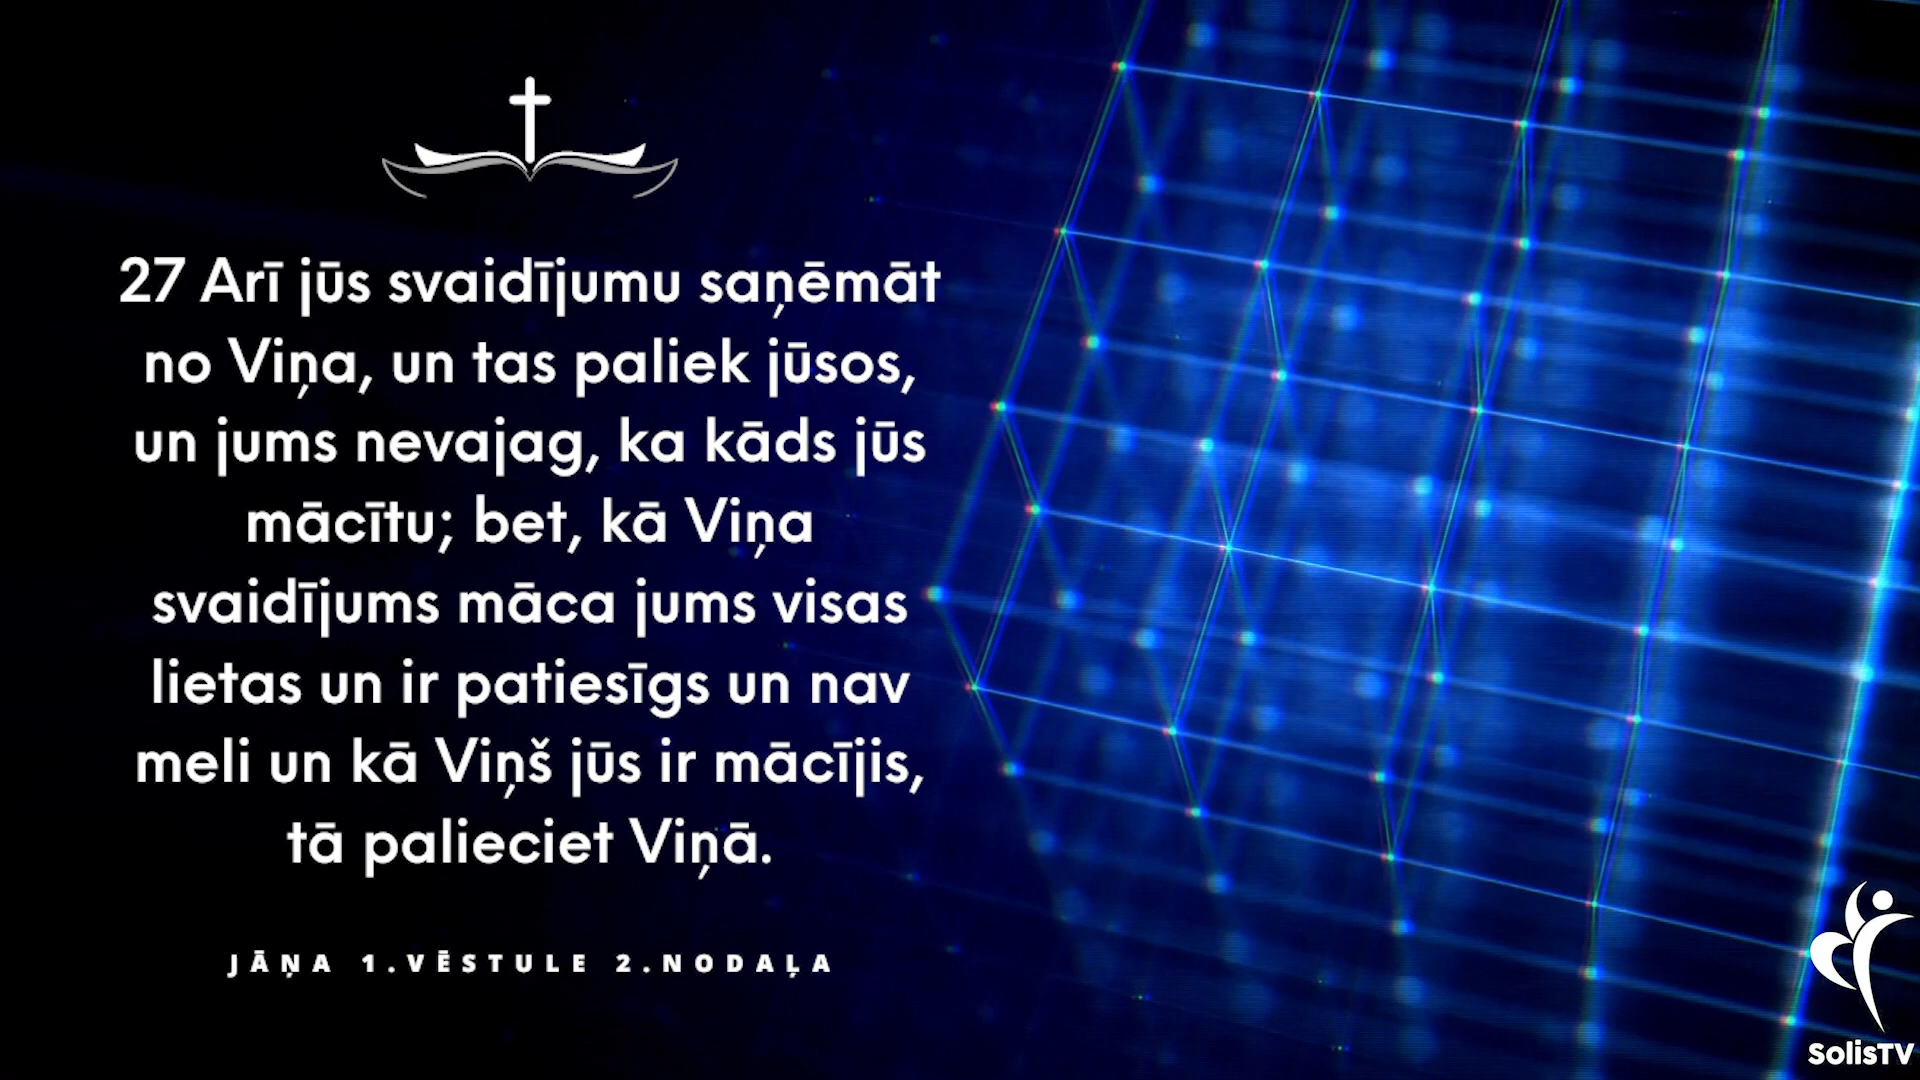 27 Arī jūs svaidījumu saņēmāt
no Viņa, un tas paliek jūsos,
un jums nevajag, ka kāds jūs
mācītu; bet, kā Viņa
svaidījums māca jums visas
lietas un ir patiesīgs un nav
meli un kā Viņš jūs ir mācījis,
tā palieciet Viņā.
JĀŅA 1.VĒSTULE 2.NODAĻA
SolisTV